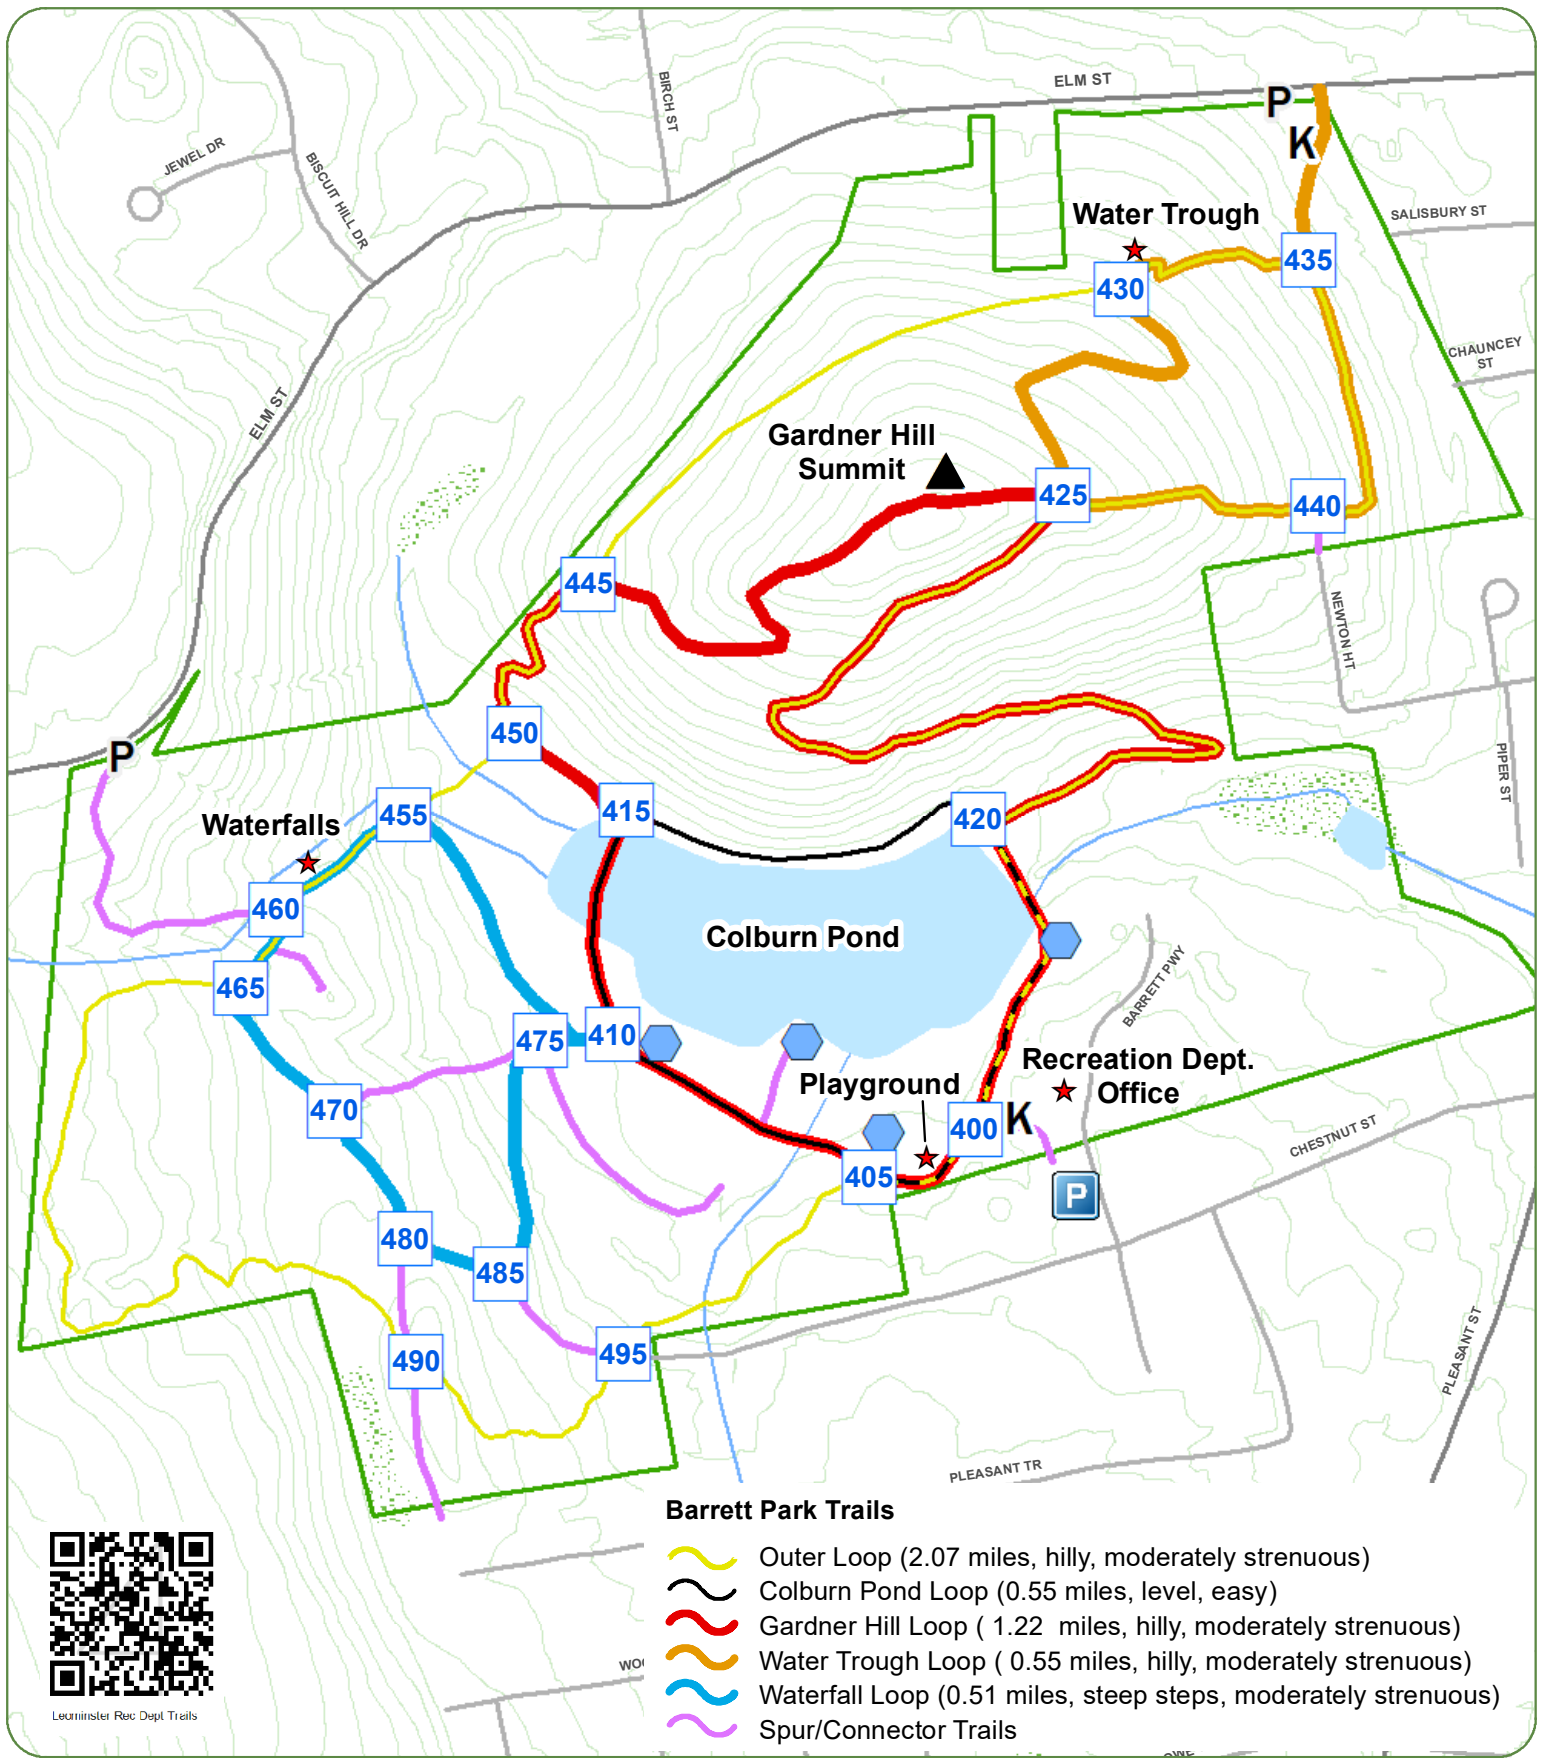 ELM ST
P
BIRCH ST
K
JEWEL DR
BISCUIT HILL DR
Water Trough
SALISBURY ST
435
430
CHAUNCEY
ST
ELM ST
Gardner Hill
Summit
425
440
445
NEWTON HT
450
P
PIPER ST
415
455
420
Waterfalls
460
Colburn Pond
BARRETT PWY
465
410
475
Recreation Dept.
Office
Playground
470
400
K
CHESTNUT ST
405
P
480
485
495
490
PLEASANT ST
PLEASANT TR
Barrett Park Trails
Outer Loop (2.07 miles, hilly, moderately strenuous)
Colburn Pond Loop (0.55 miles, level, easy)
Gardner Hill Loop ( 1.22 miles, hilly, moderately strenuous)
Water Trough Loop ( 0.55 miles, hilly, moderately strenuous)
Waterfall Loop (0.51 miles, steep steps, moderately strenuous)
Spur/Connector Trails
Leominster Rec Dept Trails